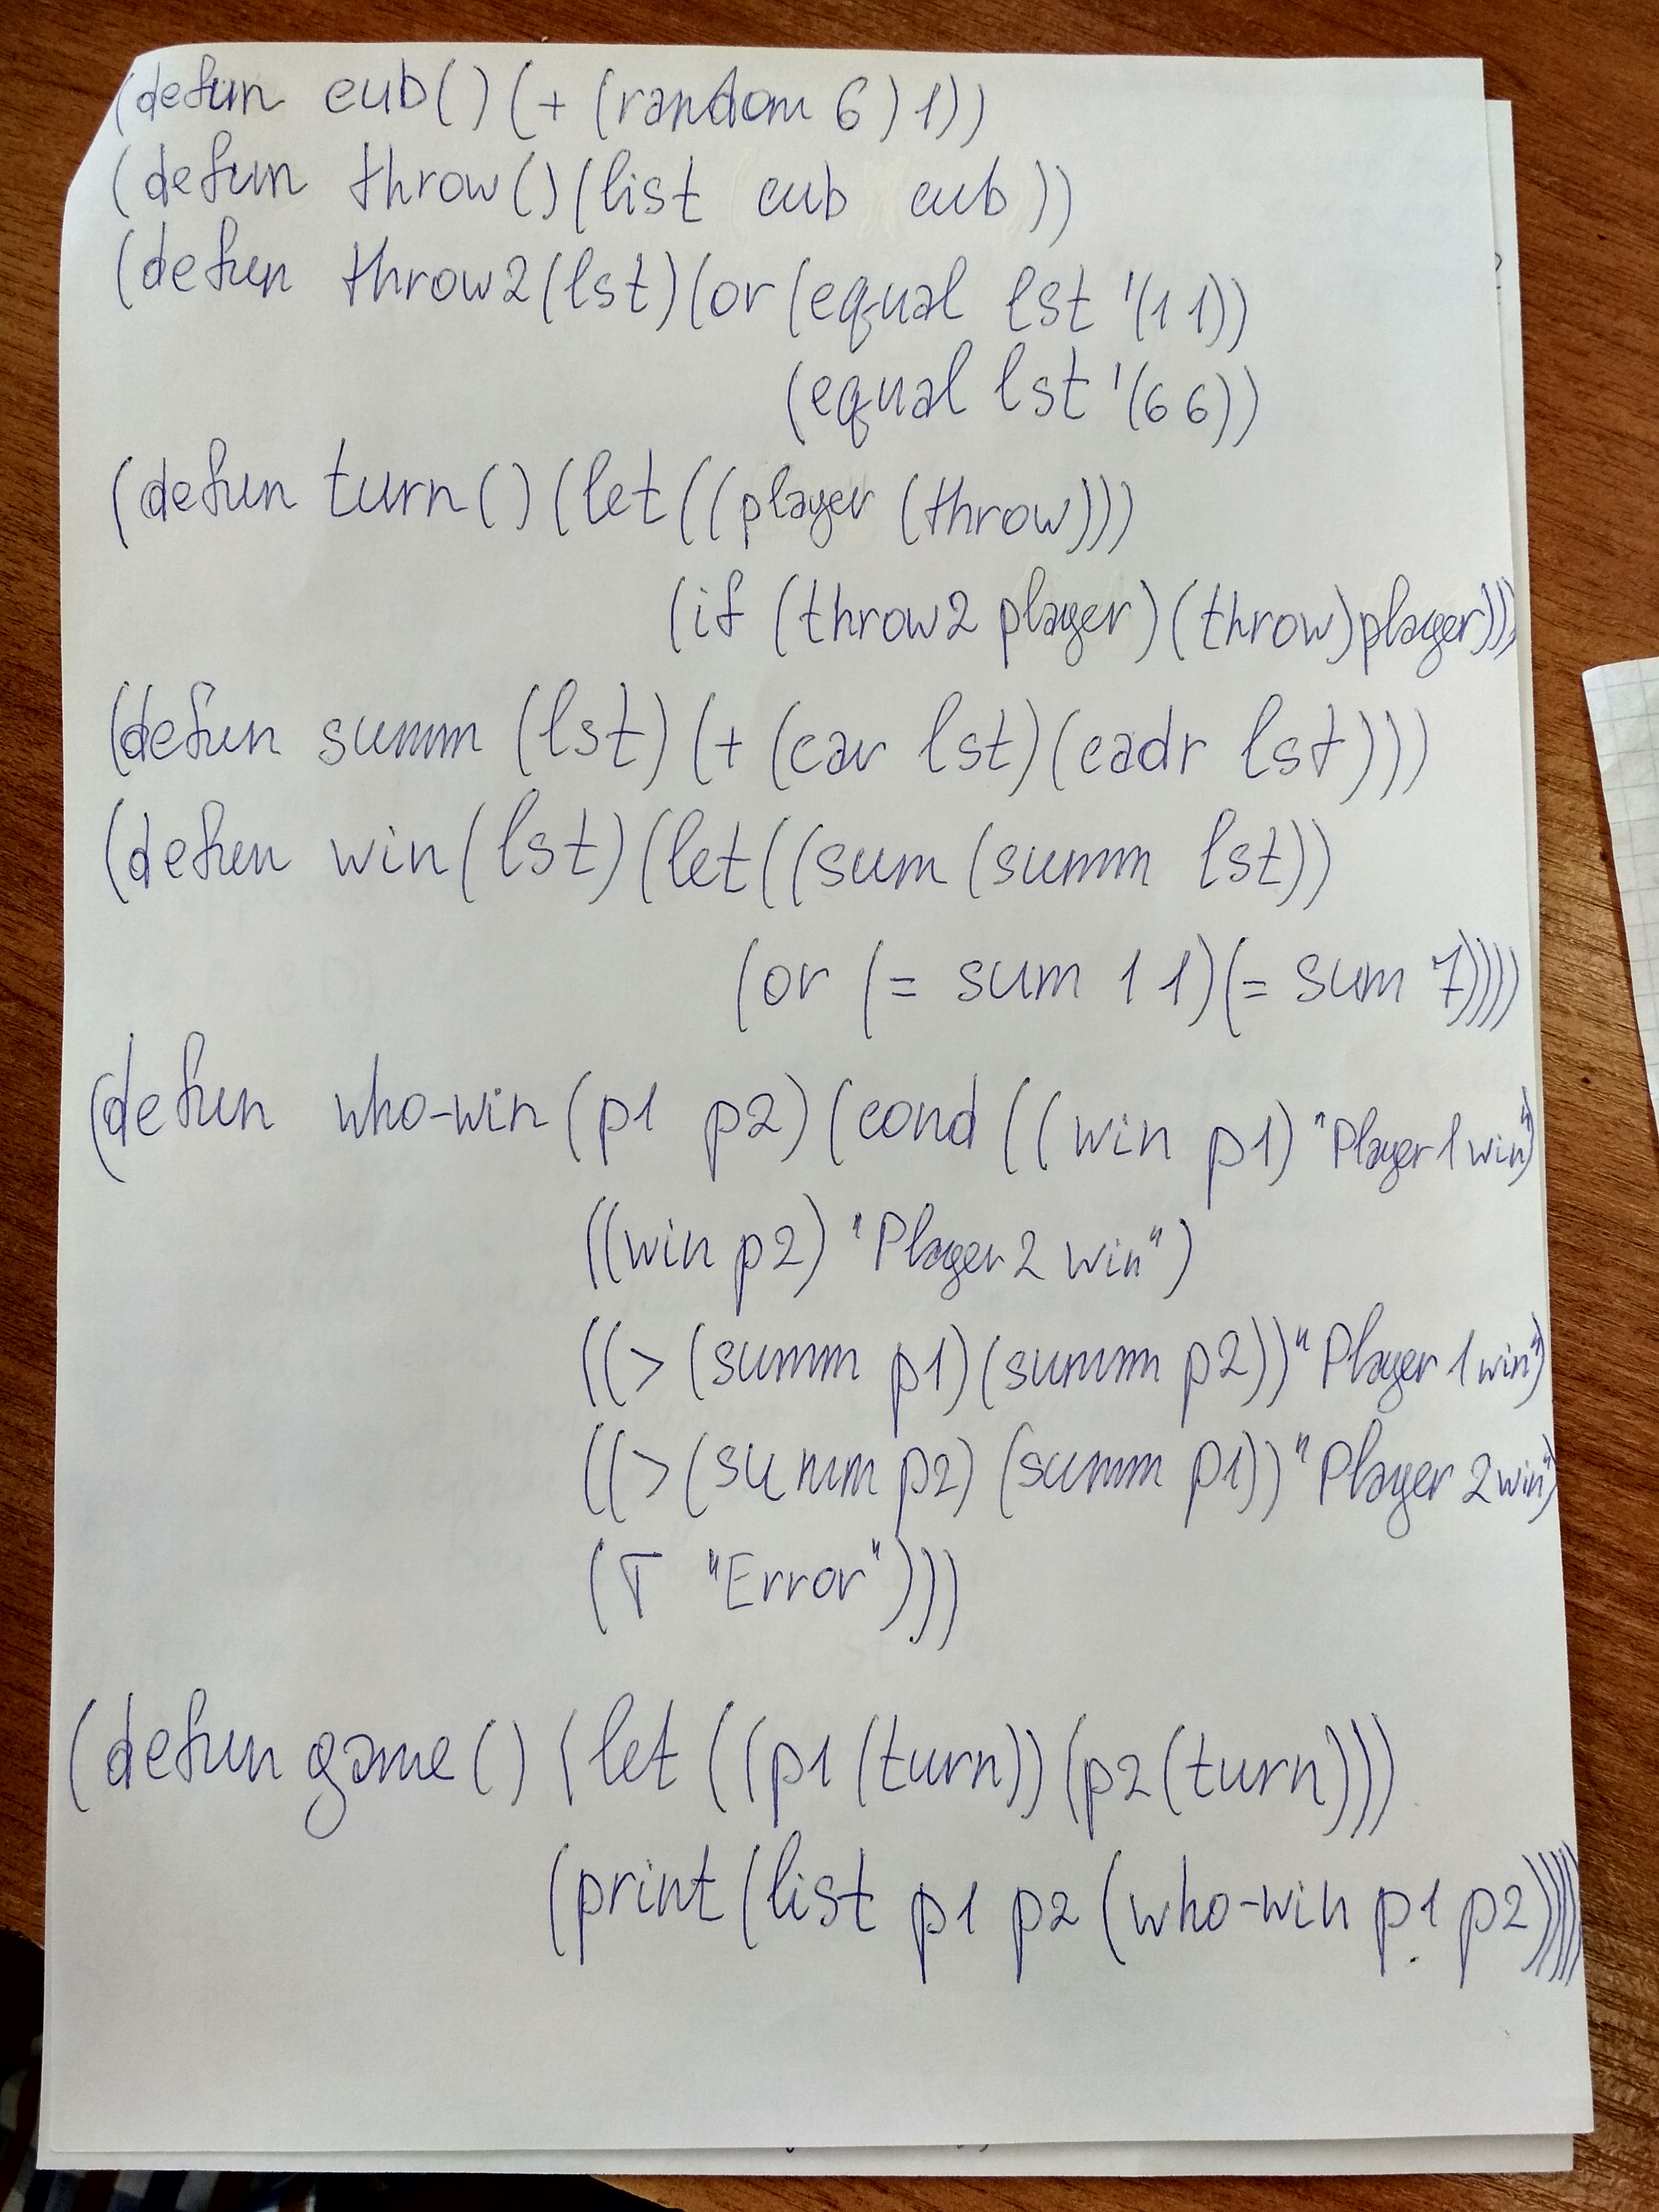 (defun cub() (+ (random 6) 1))
(defun throw() (list cub cub))
(defun throw2(lst)(or (equal lst '(1 1))
(equal lst '(6 6))
(defun turn() (let((player (throw)))
(if (throw2 player)(throw)player)))
(defun summ (lst) (+ (car lst)(cadr lst)))
(defun win(lst)(let((sum (summ lst))
(or (= sum 11)(= sum 7))))
(defun who-win(p1 p2)(cond ((win p1) "Player 1 win")
((win p2) "Player 2 win")
((> (summ p1)(summ p2)) "Player 1 win")
((> (summ p2) (summ p1)) "Player 2 win")
(T "Error")))
(defun game() (let ((p1 (turn)) (p2 (turn)))
(print (list p1 p2 (who-win p1 p2)))))